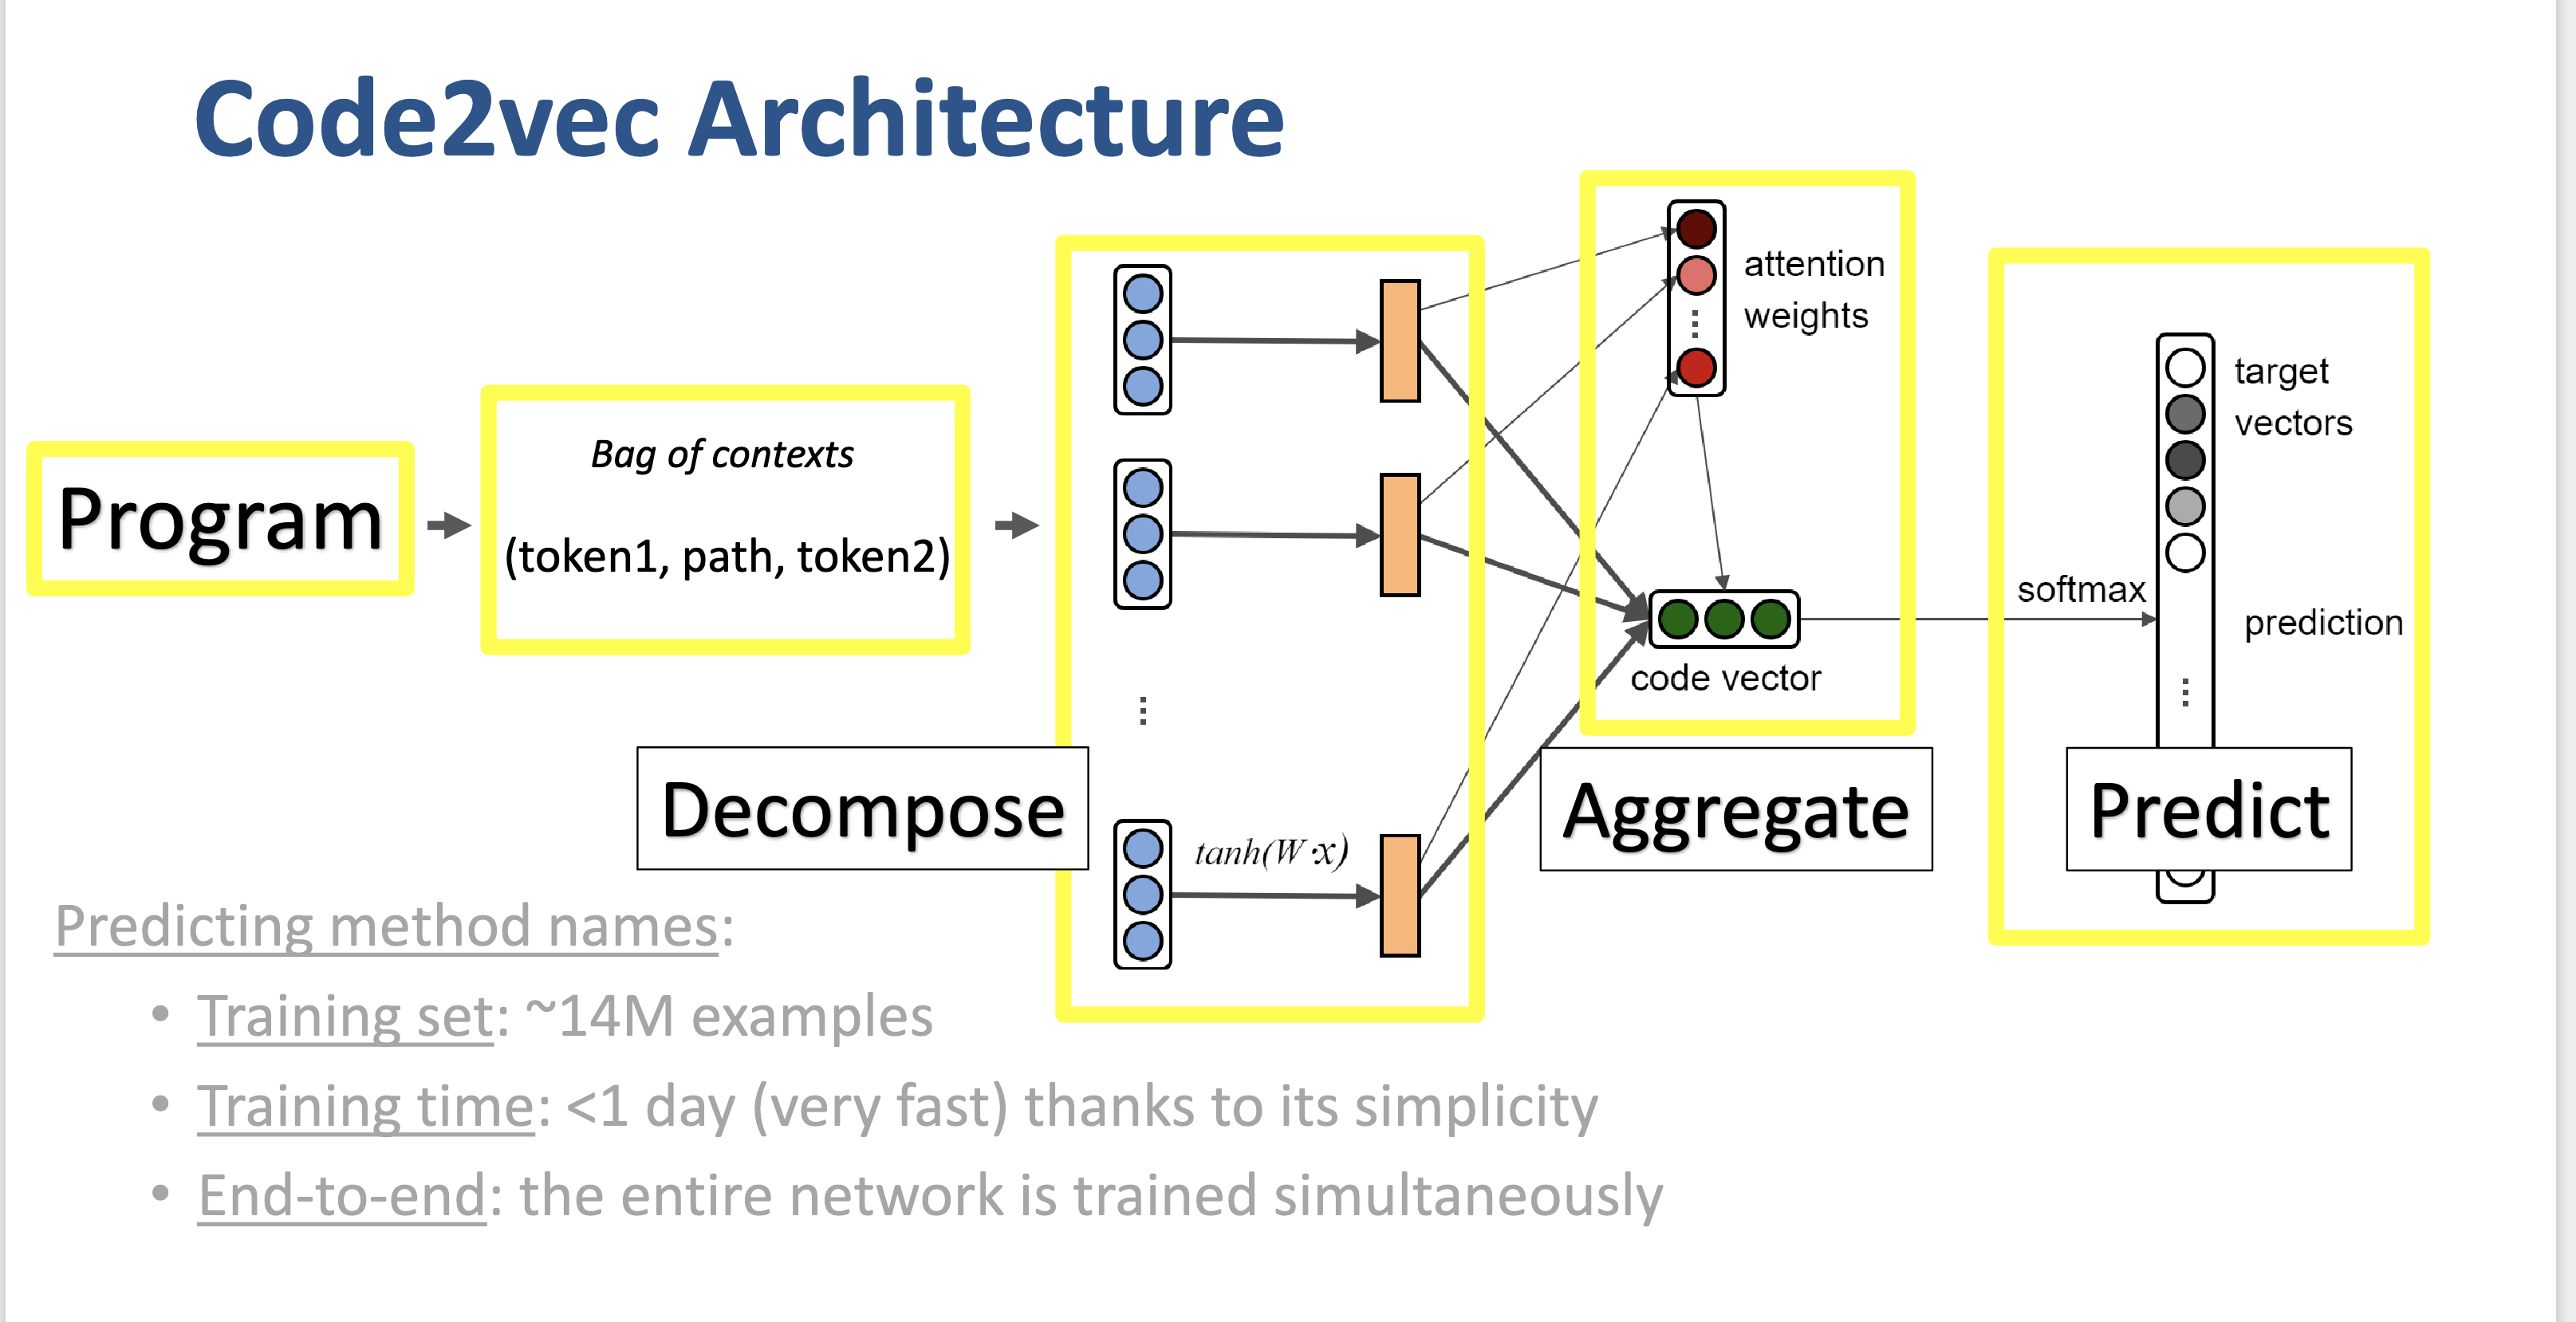 Code2vec Architecture
Program
Bag of contexts
(token1, path, token2)
Decompose
tanh(W·x)
attention
weights
code vector
Aggregate
softmax
target
vectors
prediction
Predict
Predicting method names:
• Training set: ~14M examples
• Training time: <1 day (very fast) thanks to its simplicity
• End-to-end: the entire network is trained simultaneously